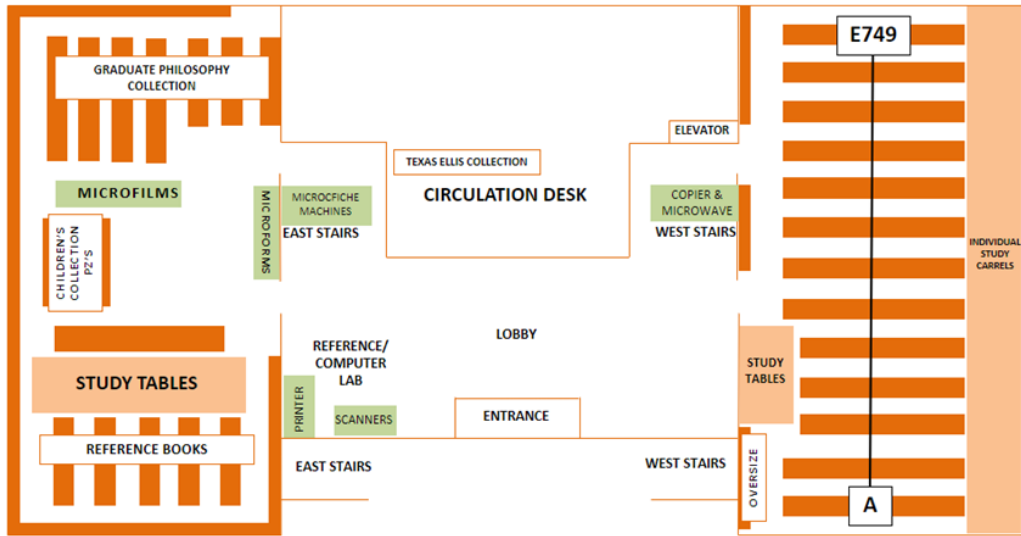 GRADUATE PHILOSOPHY
COLLECTION
E749
ELEVATOR
TEXAS ELLIS COLLECTION
CIRCULATION DESK
MICROFILMS
MICROFORMS
MICROCFICHE
MACHINES
EAST STAIRS
COPIER &
MICROWAVE
WEST STAIRS
CHILDREN'S
COLLECTION
PZ'S
INDIVIDUAL
STUDY
CARRELS
LOBBY
REFERENCE/
COMPUTER
LAB
STUDY TABLES
STUDY
TABLES
PRINTER
SCANNERS
ENTRANCE
REFERENCE BOOKS
EAST STAIRS
WEST STAIRS
OVERSIZE
A